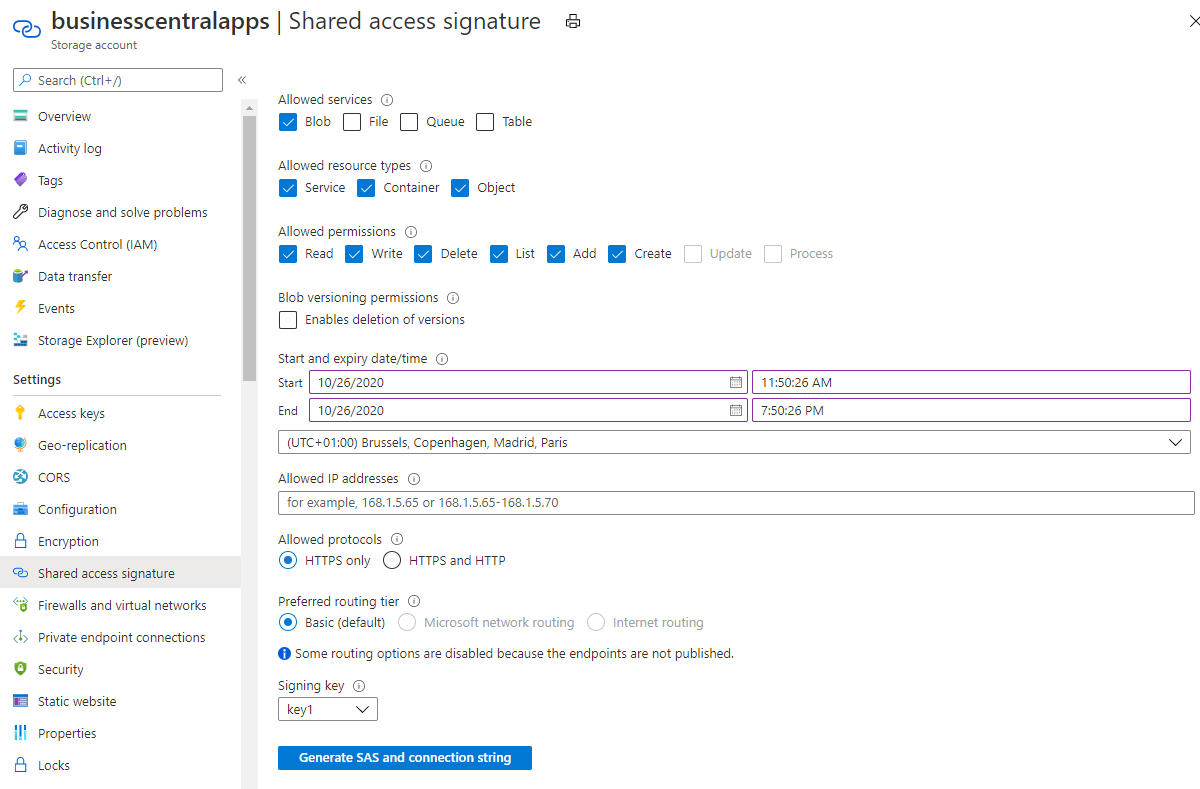 businesscentralapps | Shared access signature
Storage account
Search (Ctrl+/)
«
Overview
Activity log
Tags
Diagnose and solve problems
Access Control (IAM)
Data transfer
Events
Storage Explorer (preview)
Settings
Access keys
Geo-replication
CORS
Configuration
Encryption
Shared access signature
Firewalls and virtual networks
Private endpoint connections
Security
Static website
Properties
Locks
Allowed services
Blob File Queue Table
Allowed resource types
Service Container Object
Allowed permissions
Read Write Delete List Add Create Update Process
Blob versioning permissions
Enables deletion of versions
Start and expiry date/time
Start 10/26/2020 11:50:26 AM
End 10/26/2020 7:50:26 PM
(UTC+01:00) Brussels, Copenhagen, Madrid, Paris
Allowed IP addresses
for example, 168.1.5.65 or 168.1.5.65-168.1.5.70
Allowed protocols
HTTPS only HTTPS and HTTP
Preferred routing tier
Basic (default) Microsoft network routing Internet routing
Some routing options are disabled because the endpoints are not published.
Signing key
key1
Generate SAS and connection string